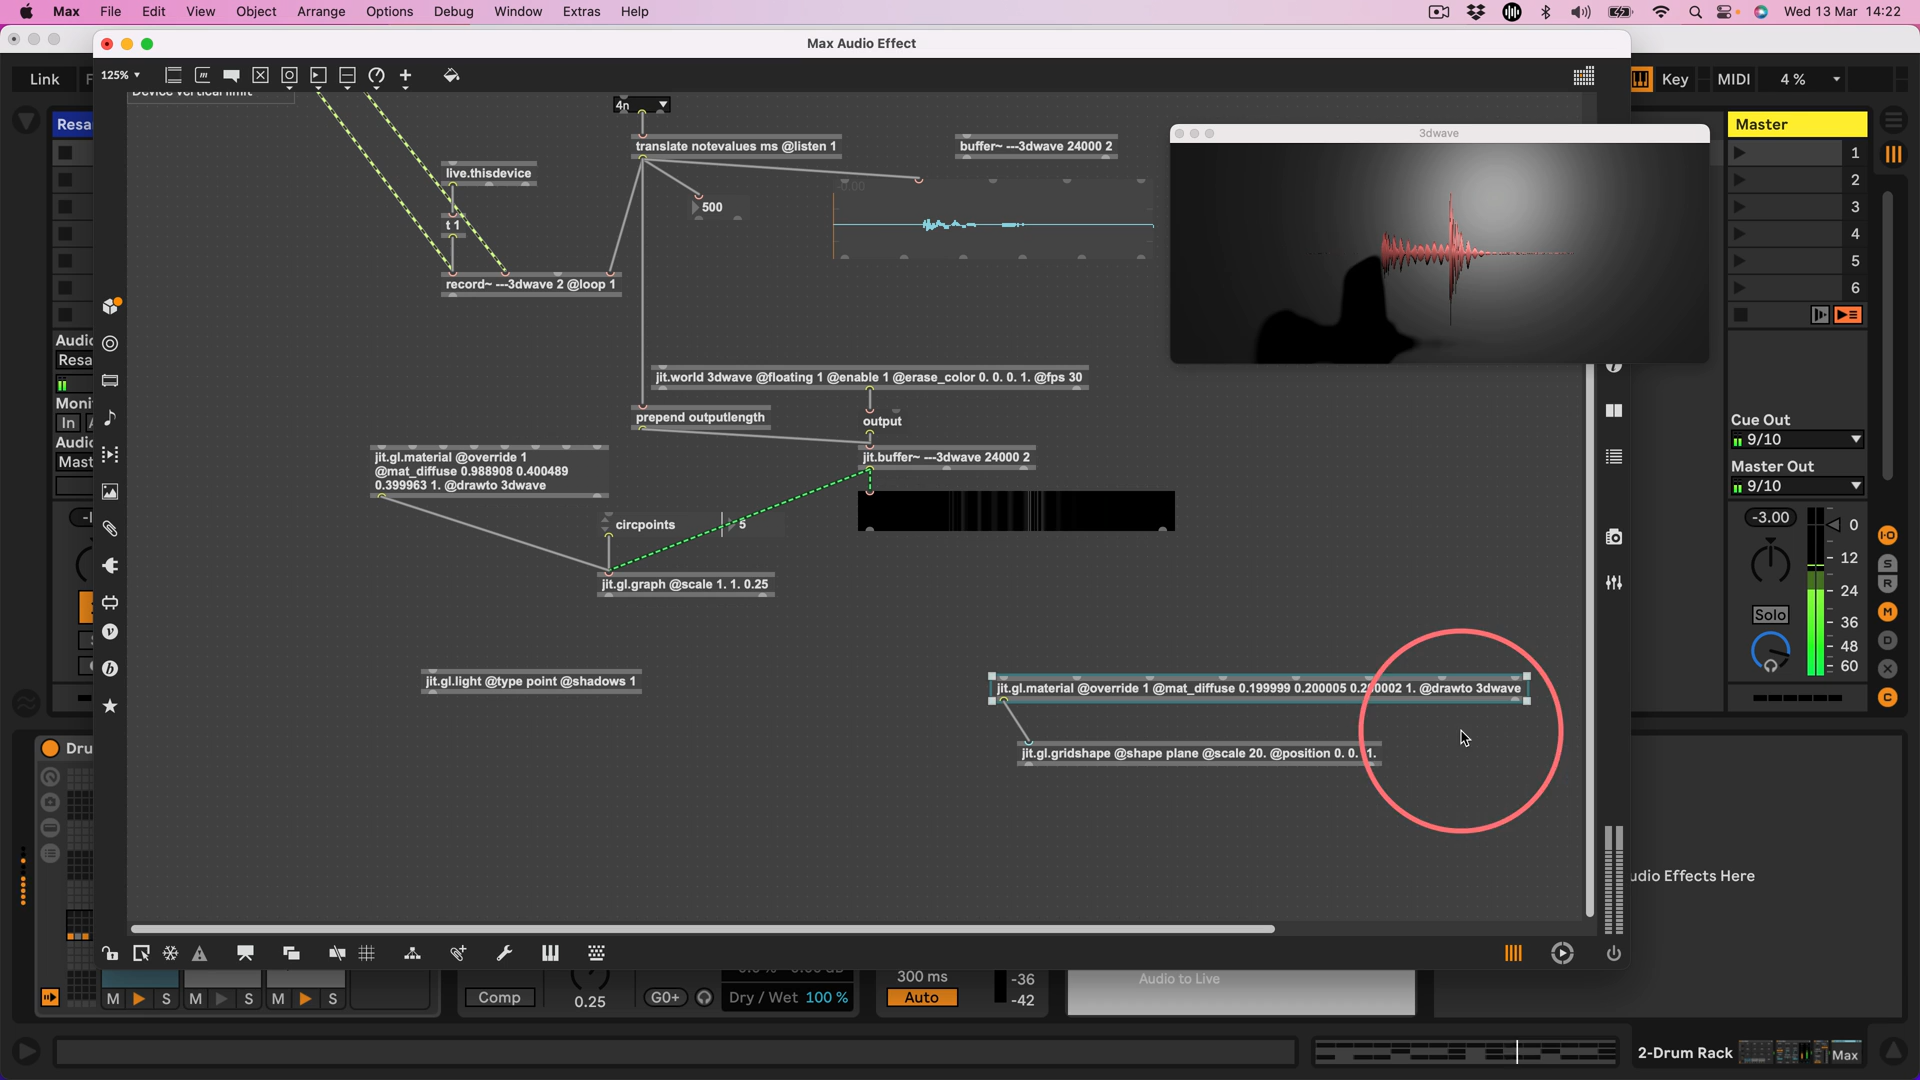 Max File Edit View Object Arrange Options Debug Window Extras Help
Wed 13 Mar 14:22
Max Audio Effect
Link
125%
Key MIDI 4 %
4n
live.thisdevice
t 1
record~ ---3dwave 2 @loop 1
translate notevalues ms @listen 1
500
buffer~ ---3dwave 24000 2
3dwave
jit.world 3dwave @floating 1 @enable 1 @erase_color 0. 0. 0. 1. @fps 30
prepend outputlength
output
jit.buffer~ ---3dwave 24000 2
jit.gl.material @override 1
@mat_diffuse 0.988908 0.400489
0.399963 1. @drawto 3dwave
circpoints
5
jit.gl.graph @scale 1. 1. 0.25
jit.gl.light @type point @shadows 1
jit.gl.material @override 1 @mat_diffuse 0.199999 0.200005 0.200002 1. @drawto 3dwave
jit.gl.gridshape @shape plane @scale 20. @position 0. 0.
Resa
Audio
Resa
Moni
In
Audio
Mast
Dru
Master
1
2
3
4
5
6
Cue Out
9/10
Master Out
9/10
-3.00
0
12
24
36
48
60
Solo
S
R
M
D
C
udio Effects Here
M S M S M S
Comp
0.25
G0+
Dry / Wet 100 %
300 ms
Auto
-36
-42
Audio to Live
2-Drum Rack
Max